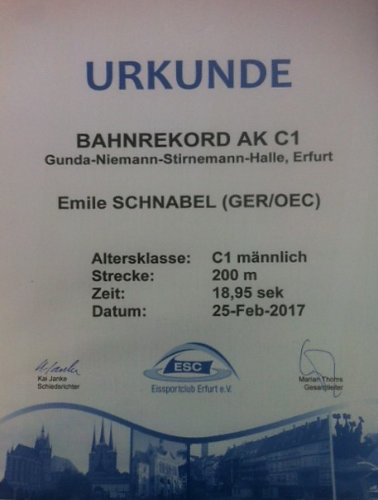 URKUNDE
BAHNREKORD AK C1
Gunda-Niemann-Stirnemann-Halle, Erfurt
Emile SCHNABEL (GER/OEC)
Altersklasse: C1 männlich
Strecke: 200 m
Zeit: 18,95 sek
Datum: 25-Feb-2017
ESC
Eissportclub Erfurt e.V.
Kai Janke
Schiedsrichter
Marian Thoms
Gesamtleiter